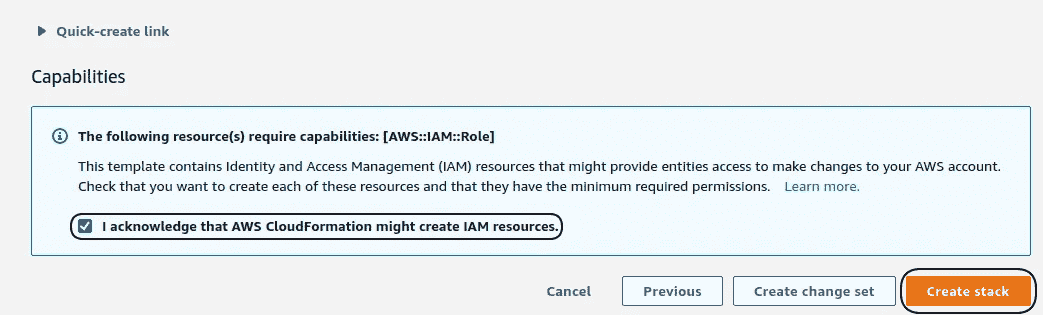 Quick-create link
Capabilities
The following resource(s) require capabilities: [AWS::IAM::Role]
This template contains Identity and Access Management (IAM) resources that might provide entities access to make changes to your AWS account.
Check that you want to create each of these resources and that they have the minimum required permissions. Learn more.
I acknowledge that AWS CloudFormation might create IAM resources.
Cancel Previous Create change set Create stack